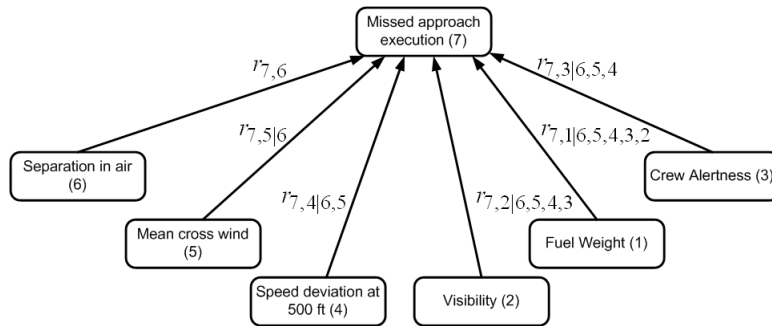 Missed approach
execution (7)
r7,6
r7,3|6,5,4
r7,5|6
r7,1|6,5,4,3,2
Separation in air
(6)
Crew Alertness (3)
r7,4|6,5
r7,2|6,5,4,3
Mean cross wind
(5)
Fuel Weight (1)
Speed deviation at
500 ft (4)
Visibility (2)